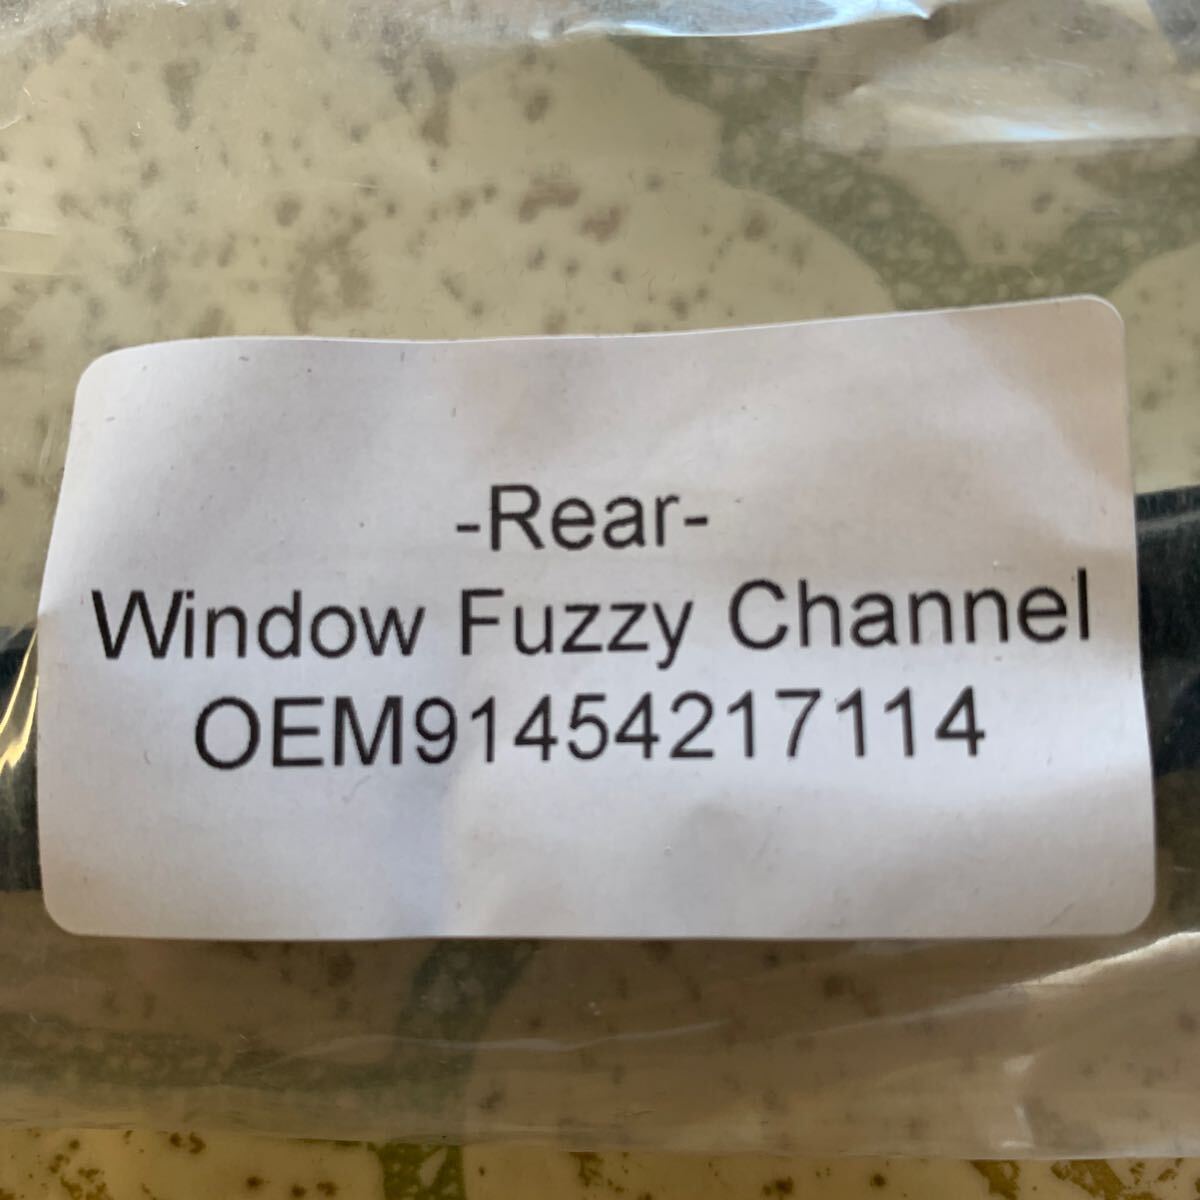 -Rear-
Window Fuzzy Channel
OEM91454217114